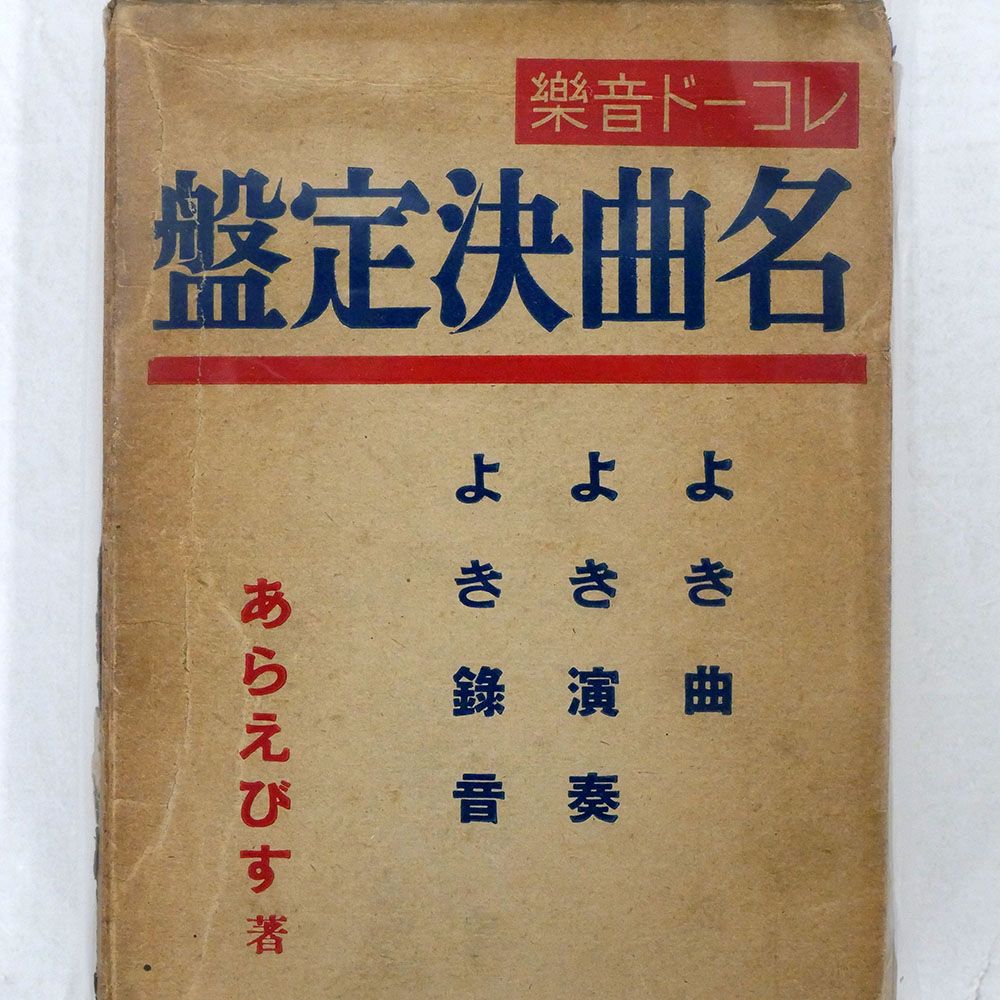 レコード音樂
名曲決定盤
よき曲
よき演奏
よき錄音
あらえびす著